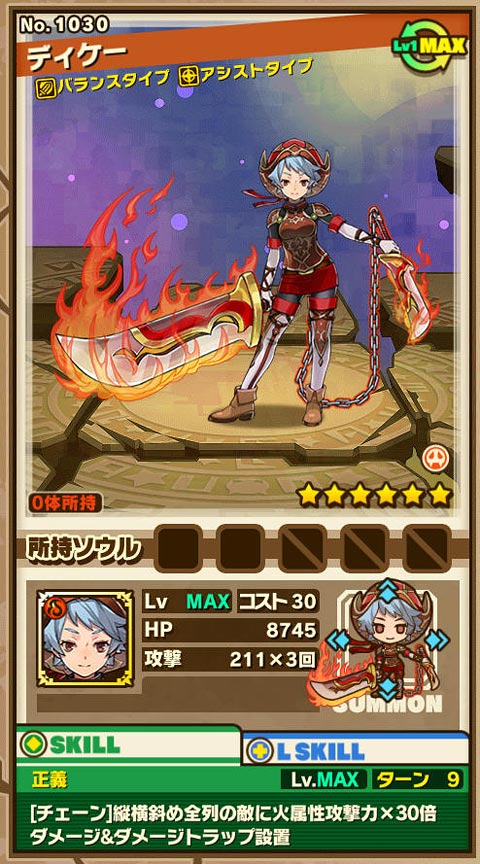 No. 1030
ディケー
Lv1 MAX
バランスタイプ アシストタイプ
0体所持
所持ソウル
Lv MAX コスト 30
HP 8745
攻撃 211×3回
SUMMON
SKILL
L SKILL
正義 Lv.MAX ターン 9
[チェーン]縦横斜め全列の敵に火属性攻撃力×30倍
ダメージ&ダメージトラップ設置